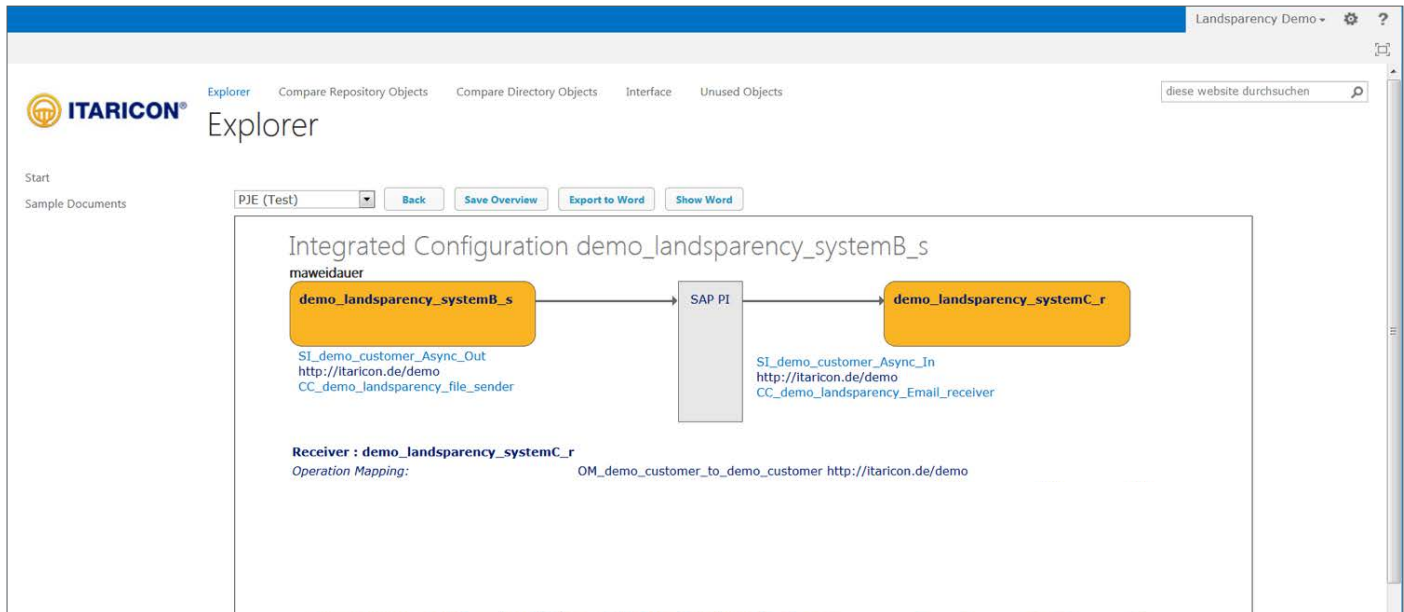 Landsparency Demo ?
ITARICON®
Explorer Compare Repository Objects Compare Directory Objects Interface Unused Objects
diese website durchsuchen
Explorer
Start
Sample Documents
PJE (Test) Back Save Overview Export to Word Show Word
Integrated Configuration demo_landsparency_systemB_s
maweidauer
demo_landsparency_systemB_s
SAP PI
demo_landsparency_systemC_r
SI_demo_customer_Async_Out
http://itaricon.de/demo
CC_demo_landsparency_file_sender
SI_demo_customer_Async_In
http://itaricon.de/demo
CC_demo_landsparency_Email_receiver
Receiver : demo_landsparency_systemC_r
Operation Mapping: OM_demo_customer_to_demo_customer http://itaricon.de/demo